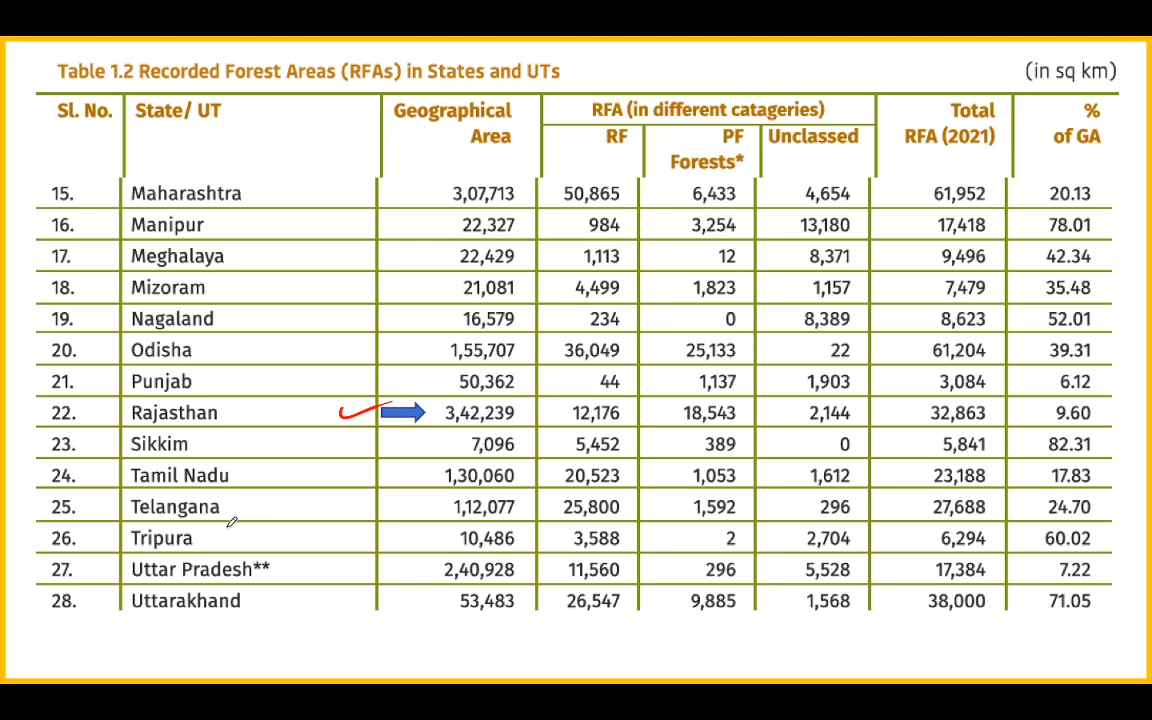 Table 1.2 Recorded Forest Areas (RFAs) in States and UTs (in sq km)
Sl. No. State/ UT Geographical Area RFA (in different catageries) Total RFA (2021) % of GA
RF PF Forests* Unclassed
15. Maharashtra 3,07,713 50,865 6,433 4,654 61,952 20.13
16. Manipur 22,327 984 3,254 13,180 17,418 78.01
17. Meghalaya 22,429 1,113 12 8,371 9,496 42.34
18. Mizoram 21,081 4,499 1,823 1,157 7,479 35.48
19. Nagaland 16,579 234 0 8,389 8,623 52.01
20. Odisha 1,55,707 36,049 25,133 22 61,204 39.31
21. Punjab 50,362 44 1,137 1,903 3,084 6.12
22. Rajasthan 3,42,239 12,176 18,543 2,144 32,863 9.60
23. Sikkim 7,096 5,452 389 0 5,841 82.31
24. Tamil Nadu 1,30,060 20,523 1,053 1,612 23,188 17.83
25. Telangana 1,12,077 25,800 1,592 296 27,688 24.70
26. Tripura 10,486 3,588 2 2,704 6,294 60.02
27. Uttar Pradesh** 2,40,928 11,560 296 5,528 17,384 7.22
28. Uttarakhand 53,483 26,547 9,885 1,568 38,000 71.05